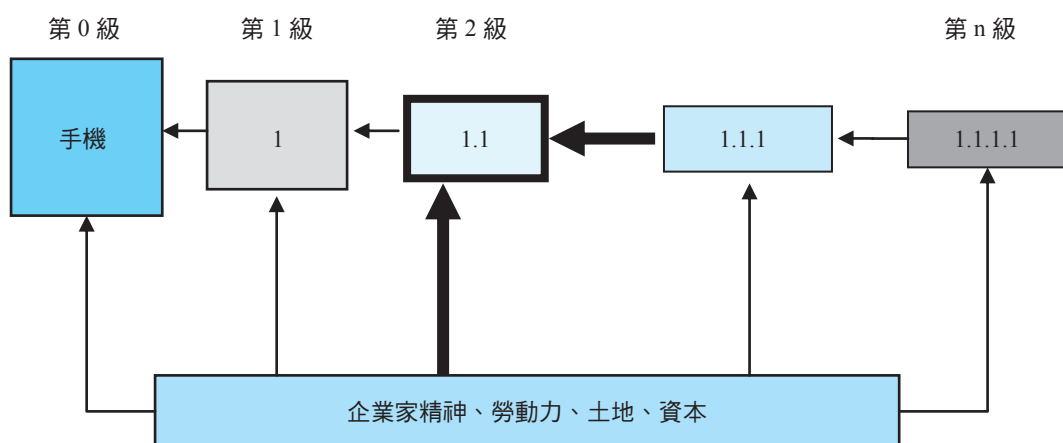 第 0 級
第 1 級
第 2 級
第 n 級
手機
1
1.1
1.1.1
1.1.1.1
企業家精神、勞動力、土地、資本